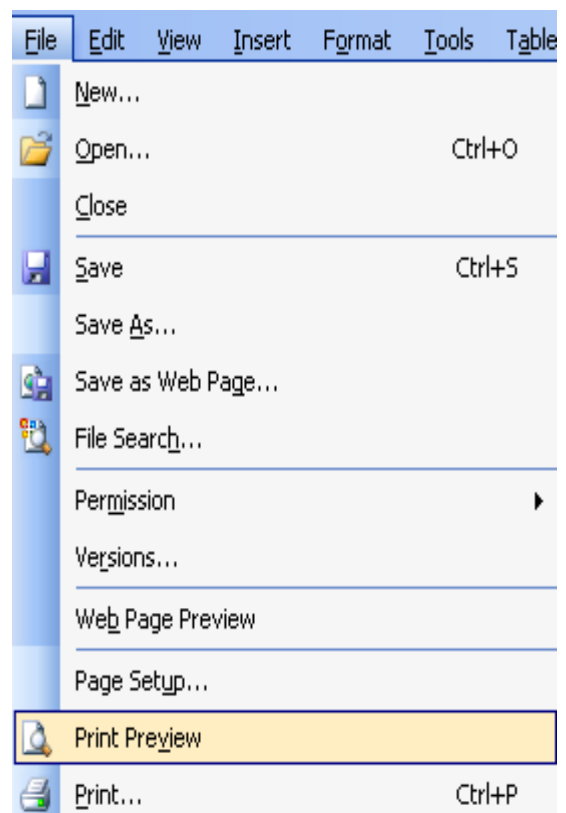 File Edit View Insert Format Tools Table
New...
Open... Ctrl+O
Close
Save Ctrl+S
Save As...
Save as Web Page...
File Search...
Permission
Versions...
Web Page Preview
Page Setup...
Print Preview
Print... Ctrl+P